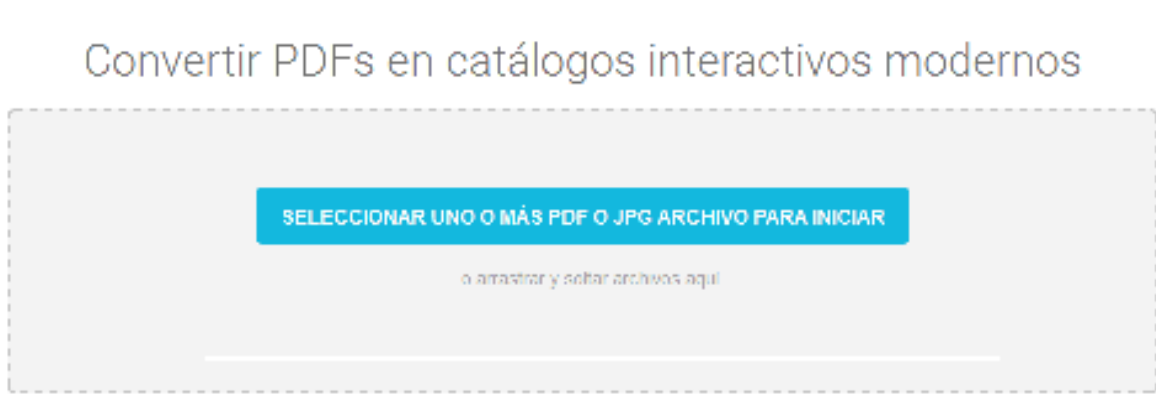 Convertir PDFs en catálogos interactivos modernos
SELECCIONAR UNO O MÁS PDF O JPG ARCHIVO PARA INICIAR
o arrastrar y soltar archivos aquí